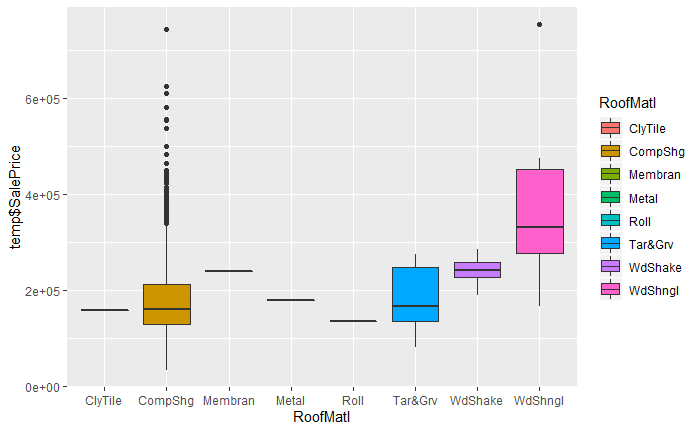 temp$SalePrice
6e+05
4e+05
2e+05
0e+00
ClyTile CompShg Membran Metal Roll Tar&Grv WdShake WdShngl
RoofMatl
RoofMatl
ClyTile
CompShg
Membran
Metal
Roll
Tar&Grv
WdShake
WdShngl